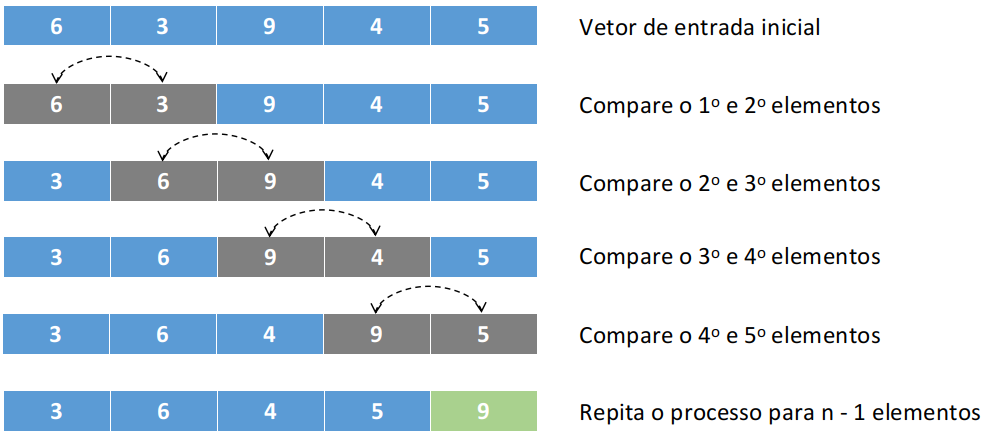 6 3 9 4 5 Vetor de entrada inicial
6 3 9 4 5 Compare o 1º e 2º elementos
3 6 9 4 5 Compare o 2º e 3º elementos
3 6 9 4 5 Compare o 3º e 4º elementos
3 6 4 9 5 Compare o 4º e 5º elementos
3 6 4 5 9 Repita o processo para n - 1 elementos